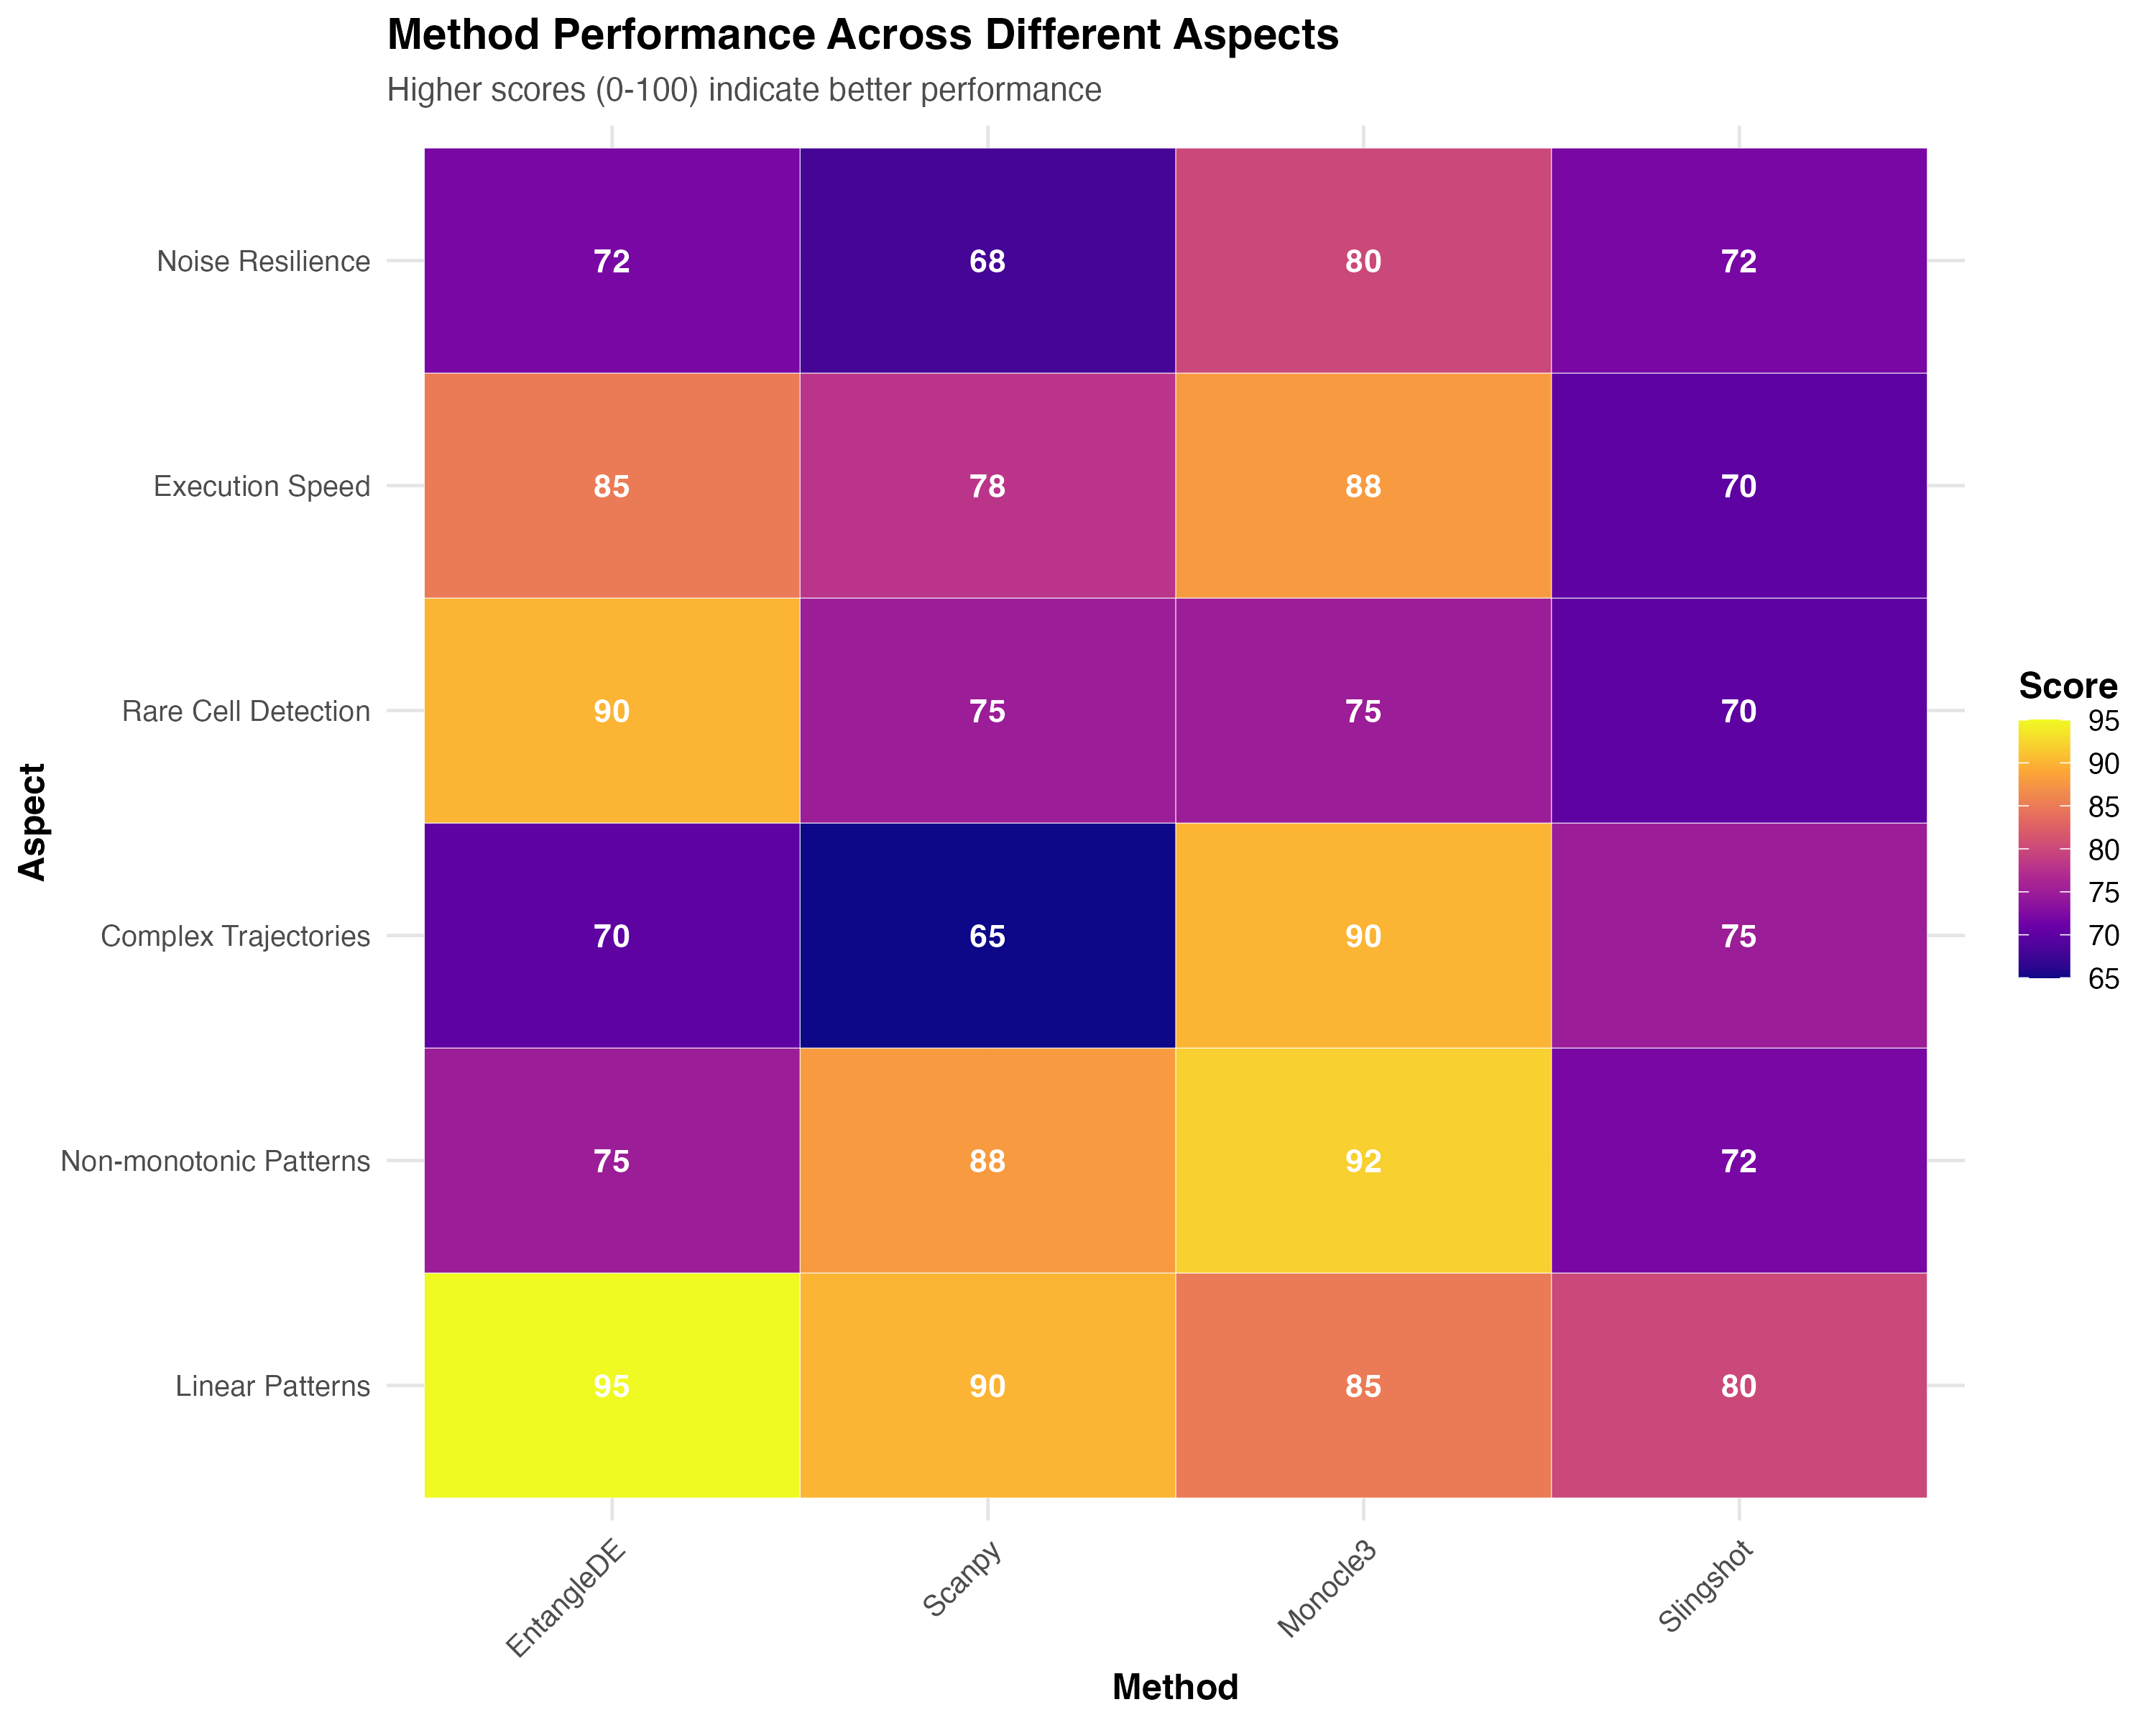 Method Performance Across Different Aspects
Higher scores (0-100) indicate better performance
Noise Resilience 72 68 80 72
Execution Speed 85 78 88 70
Rare Cell Detection 90 75 75 70
Complex Trajectories 70 65 90 75
Non-monotonic Patterns 75 88 92 72
Linear Patterns 95 90 85 80
EntangleDE Scanpy Monocle3 Slingshot
Method
Aspect
Score
95
90
85
80
75
70
65